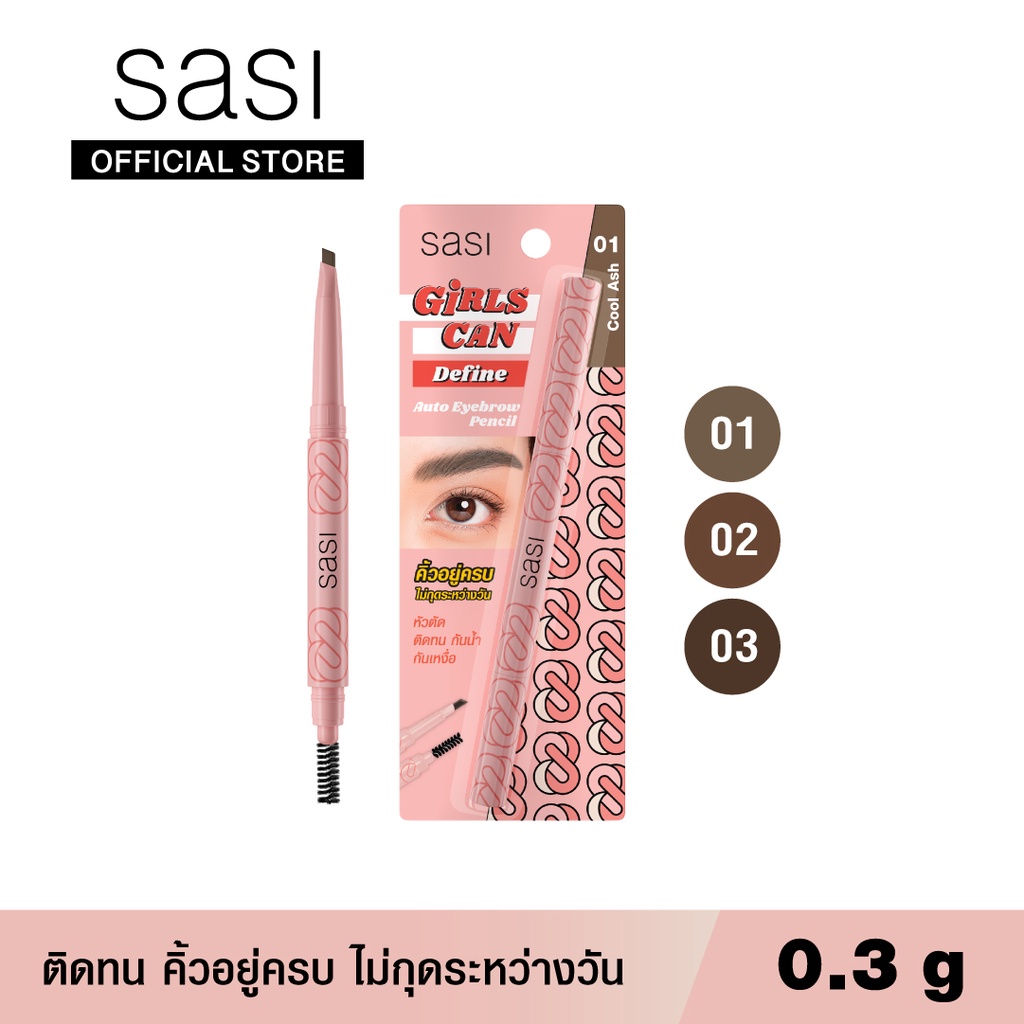 sasi
OFFICIAL STORE
sasi
01
Cool Ash
GiRLS
CAN
Define
Auto Eyebrow
Pencil
คิ้วอยู่ครบ
ไม่กุดระหว่างวัน
หัวตัด
ติดทน กันน้ำ
กันเหงื่อ
sasi
sasi
01
02
03
ติดทน คิ้วอยู่ครบ ไม่กุดระหว่างวัน
0.3 g